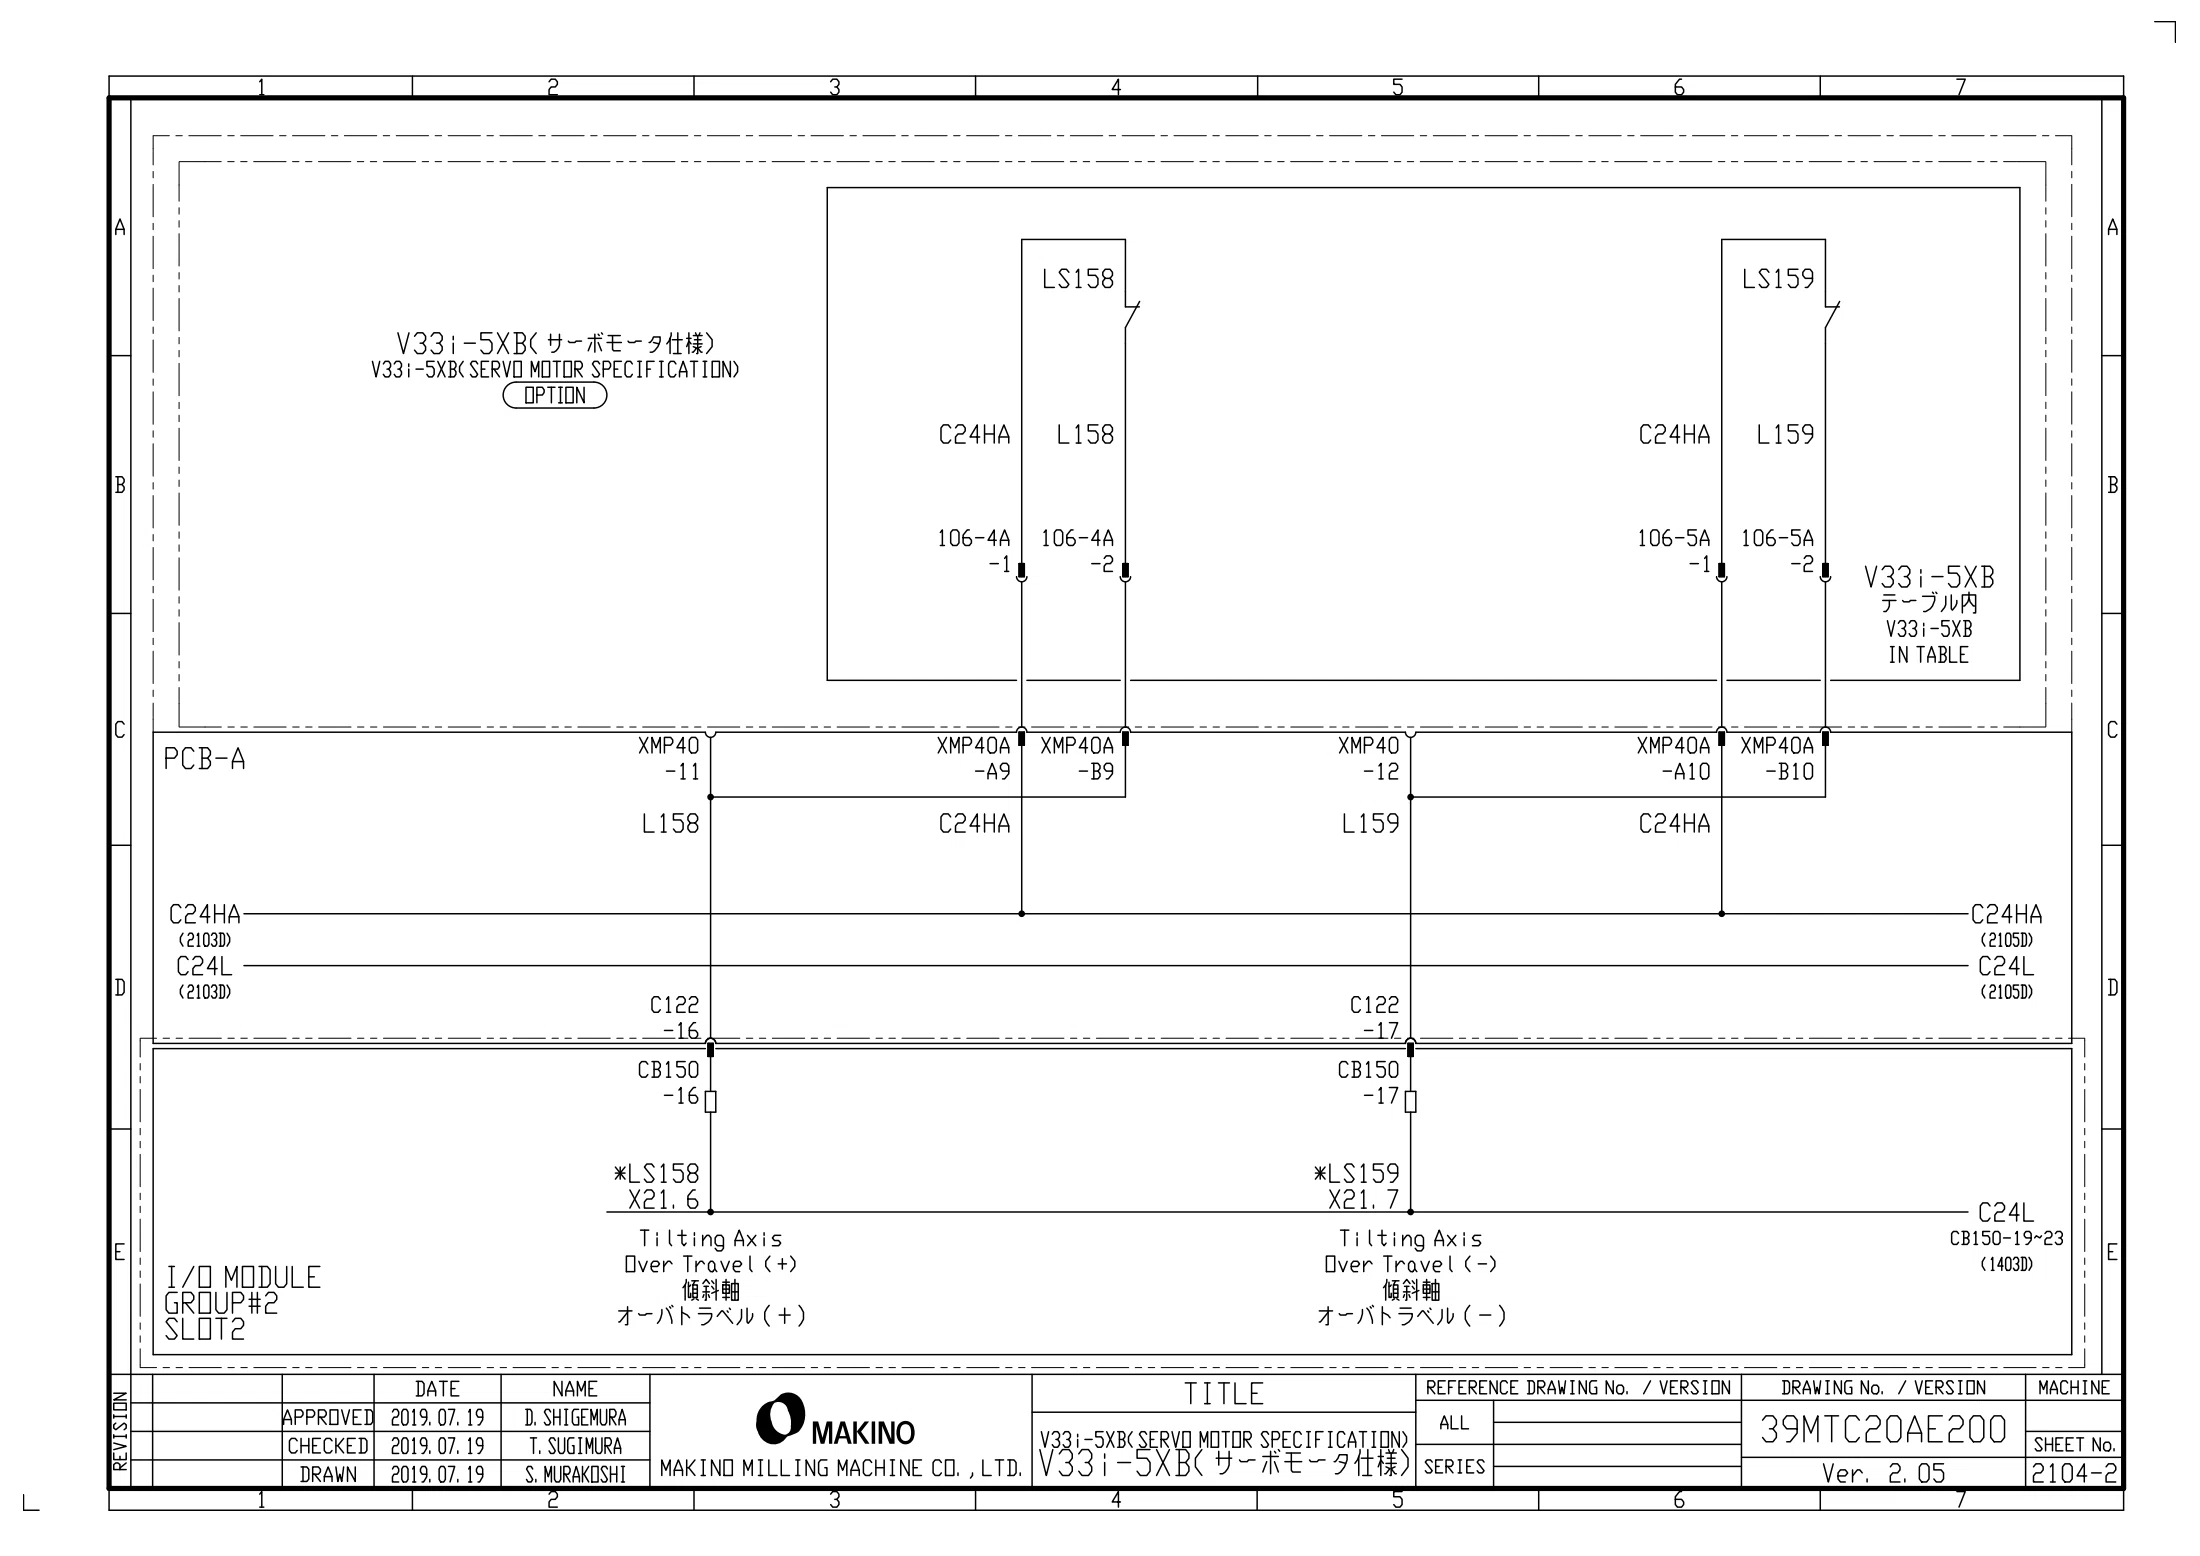 1 2 3 4 5 6 7
A A
LS158 LS159
V33i-5XB(サーボモータ仕様)
V33i-5XB(SERVO MOTOR SPECIFICATION)
OPTION
C24HA L158 C24HA L159
B B
106-4A 106-4A 106-5A 106-5A
-1 -2 -1 -2
V33i-5XB
テーブル内
V33i-5XB
IN TABLE
C C
PCB-A
XMP40 XMP40A XMP40A XMP40 XMP40A XMP40A
-11 -A9 -B9 -12 -A10 -B10
L158 C24HA L159 C24HA
C24HA C24HA
(2103D) (2105D)
C24L C24L
(2103D) (2105D)
D D
C122 C122
-16 -17
CB150 CB150
-16 -17
*LS158 *LS159
X21.6 X21.7
C24L
CB150-19~23
(1403D)
Tilting Axis Tilting Axis
Over Travel(+) Over Travel(-)
傾斜軸 傾斜軸
オーバトラベル(+) オーバトラベル(-)
E E
I/O MODULE
GROUP#2
SLOT2
REVISION
DATE NAME
APPROVED 2019.07.19 D. SHIGEMURA
CHECKED 2019.07.19 T. SUGIMURA
DRAWN 2019.07.19 S. MURAKOSHI
MAKINO
MAKINO MILLING MACHINE CO.,LTD.
TITLE
V33i-5XB(SERVO MOTOR SPECIFICATION)
V33i-5XB(サーボモータ仕様)
REFERENCE DRAWING No. / VERSION
ALL
SERIES
DRAWING No. / VERSION
39MTC20AE200
Ver. 2.05
MACHINE
SHEET No.
2104-2
1 2 3 4 5 6 7